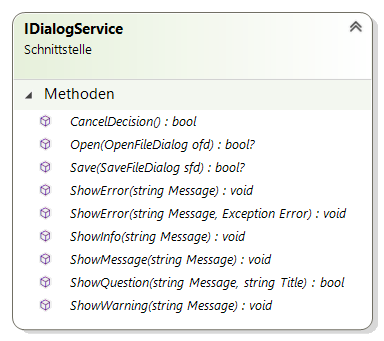 IDialogService
Schnittstelle
Methoden
CancelDecision() : bool
Open(OpenFileDialog ofd) : bool?
Save(SaveFileDialog sfd) : bool?
ShowError(string Message) : void
ShowError(string Message, Exception Error) : void
ShowInfo(string Message) : void
ShowMessage(string Message) : void
ShowQuestion(string Message, string Title) : bool
ShowWarning(string Message) : void